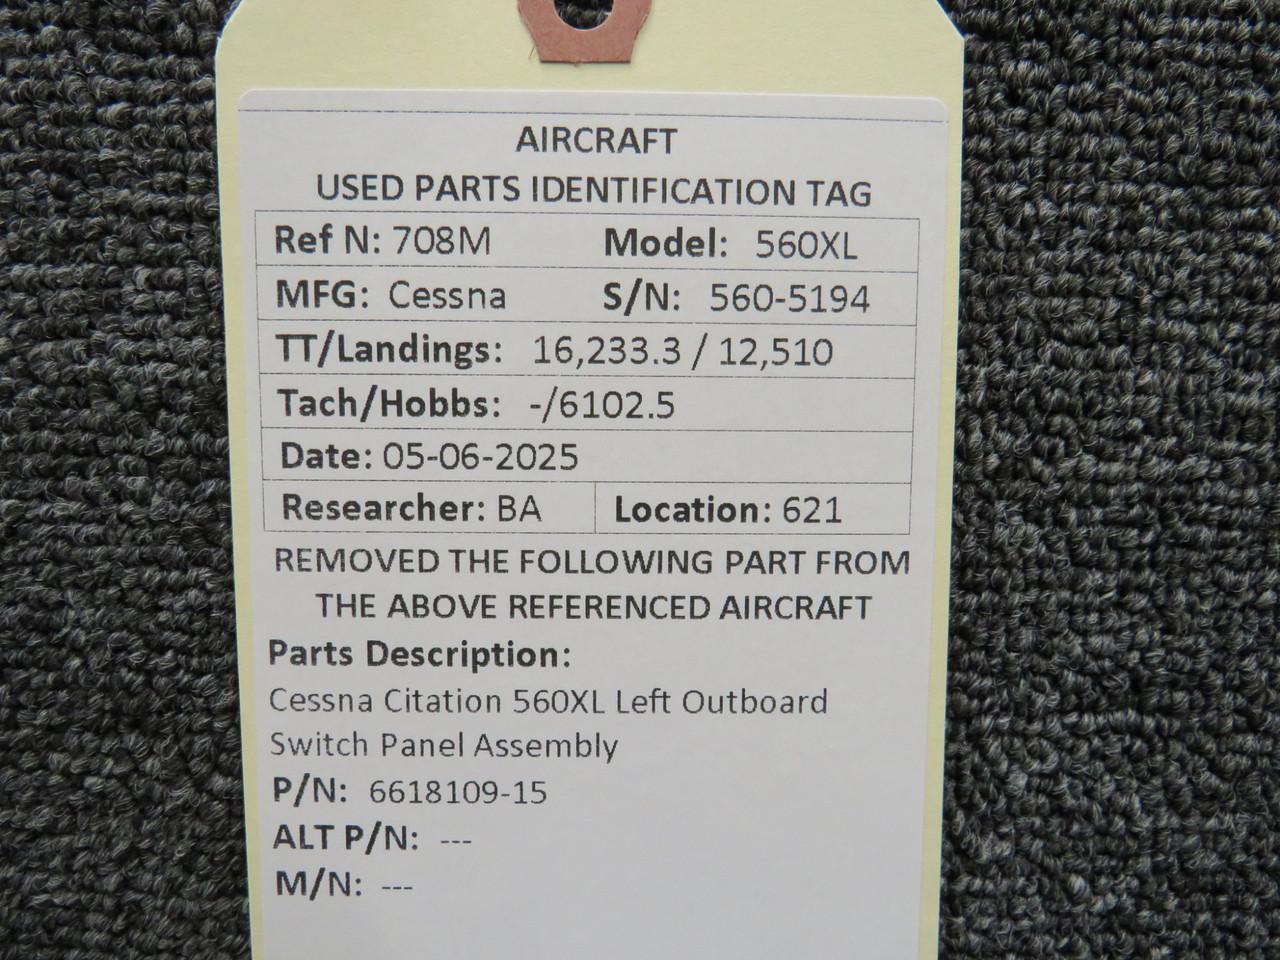 AIRCRAFT
USED PARTS IDENTIFICATION TAG
Ref N: 708M Model: 560XL
MFG: Cessna S/N: 560-5194
TT/Landings: 16,233.3 / 12,510
Tach/Hobbs: -/6102.5
Date: 05-06-2025
Researcher: BA Location: 621
REMOVED THE FOLLOWING PART FROM
THE ABOVE REFERENCED AIRCRAFT
Parts Description:
Cessna Citation 560XL Left Outboard
Switch Panel Assembly
P/N: 6618109-15
ALT P/N: ---
M/N: ---